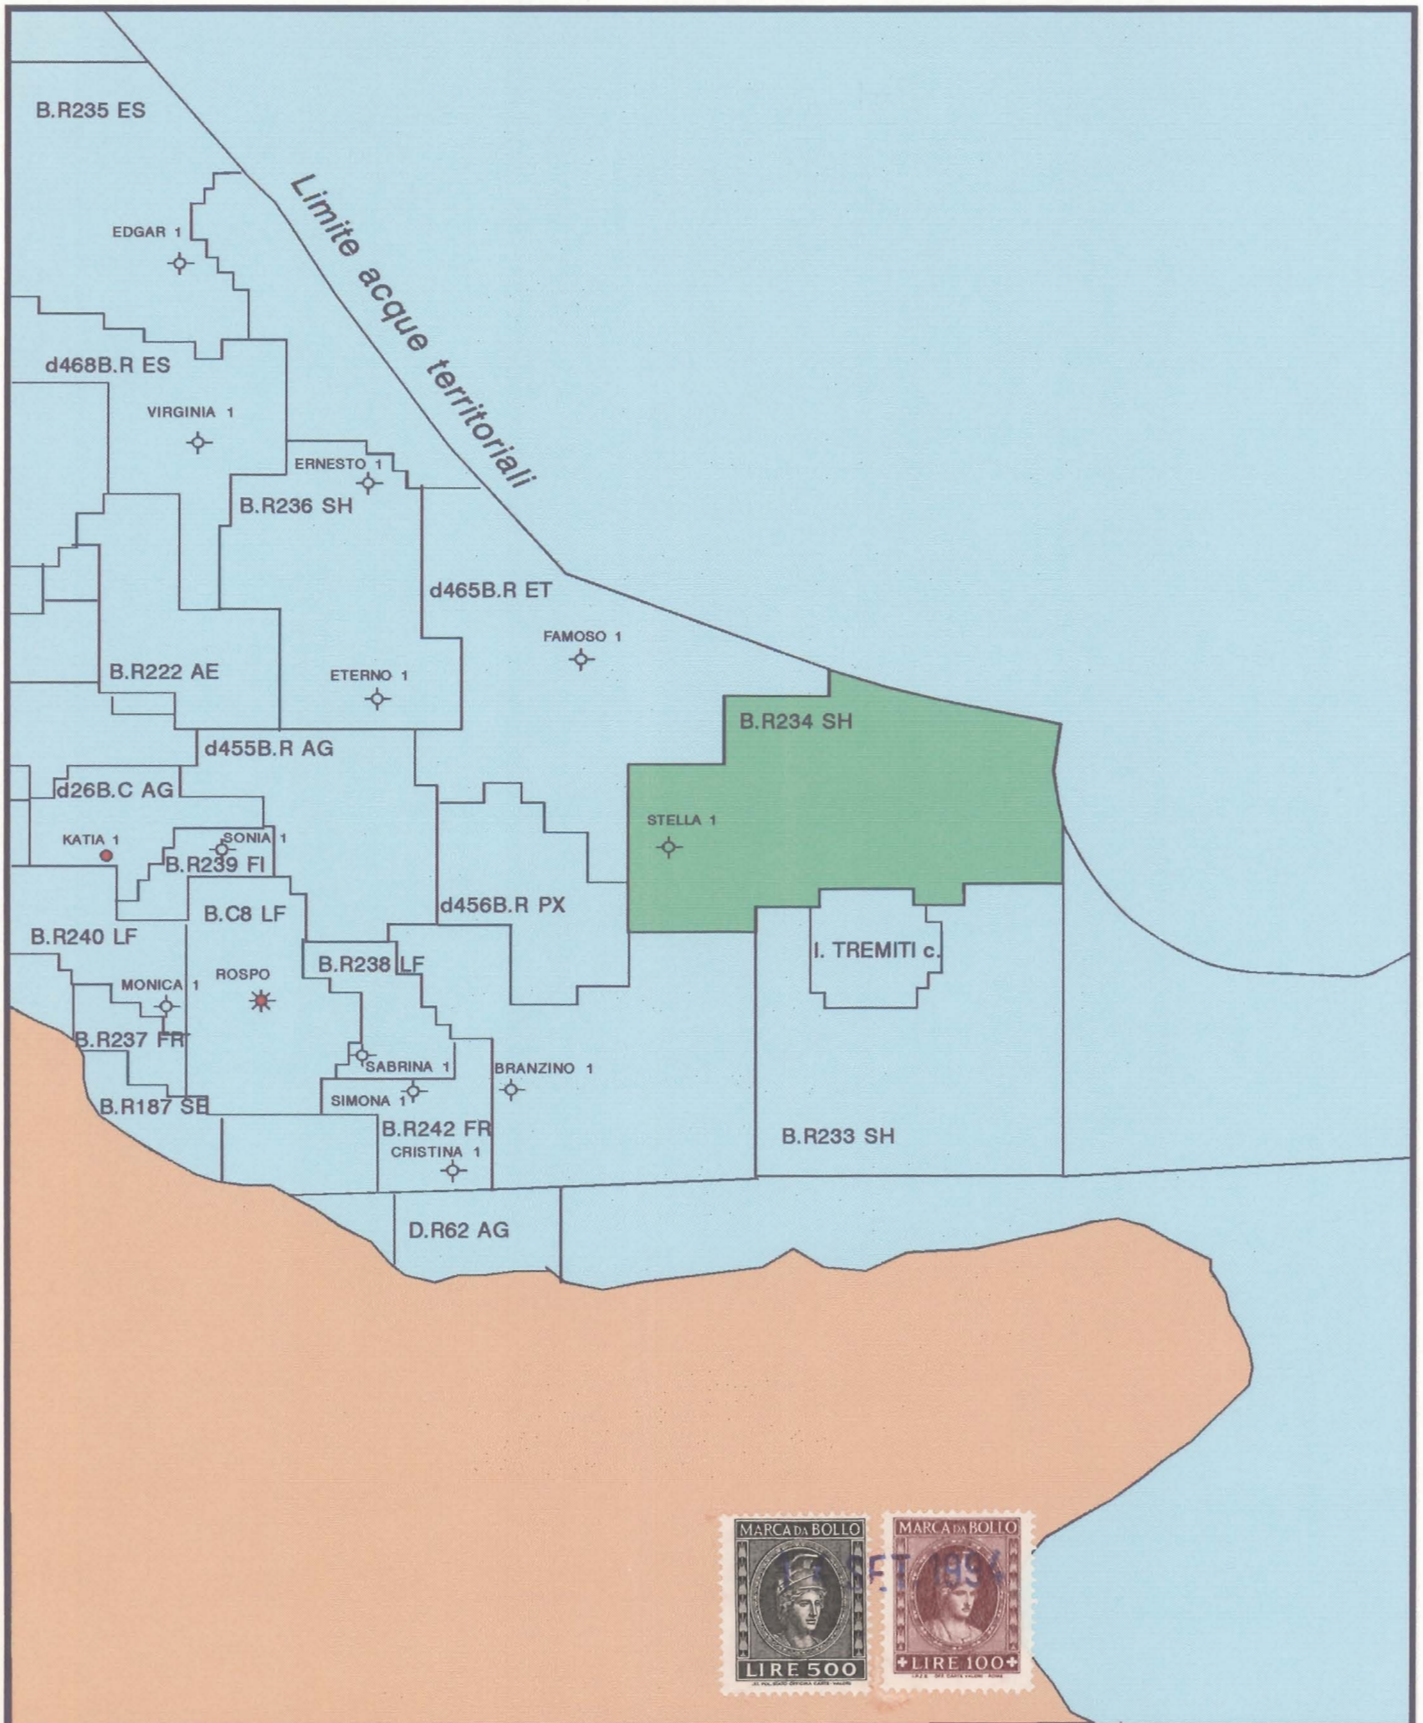 B.R235 ES
Limite acque territoriali
EDGAR 1
d468B.R ES
VIRGINIA 1
ERNESTO 1
B.R236 SH
d465B.R ET
FAMOSO 1
B.R222 AE
ETERNO 1
B.R234 SH
d455B.R AG
d26B.C AG
STELLA 1
KATIA 1
SONIA 1
B.R239 FI
d456B.R PX
B.C8 LF
B.R240 LF
I. TREMITI c.
B.R238 LF
ROSPO
MONICA 1
B.R237 FR
SABRINA 1
BRANZINO 1
SIMONA 1
B.R187 SE
B.R242 FR
B.R233 SH
CRISTINA 1
D.R62 AG
MARCA DA BOLLO
MARCA DA BOLLO
SET 1994
LIRE 500
LIRE 100